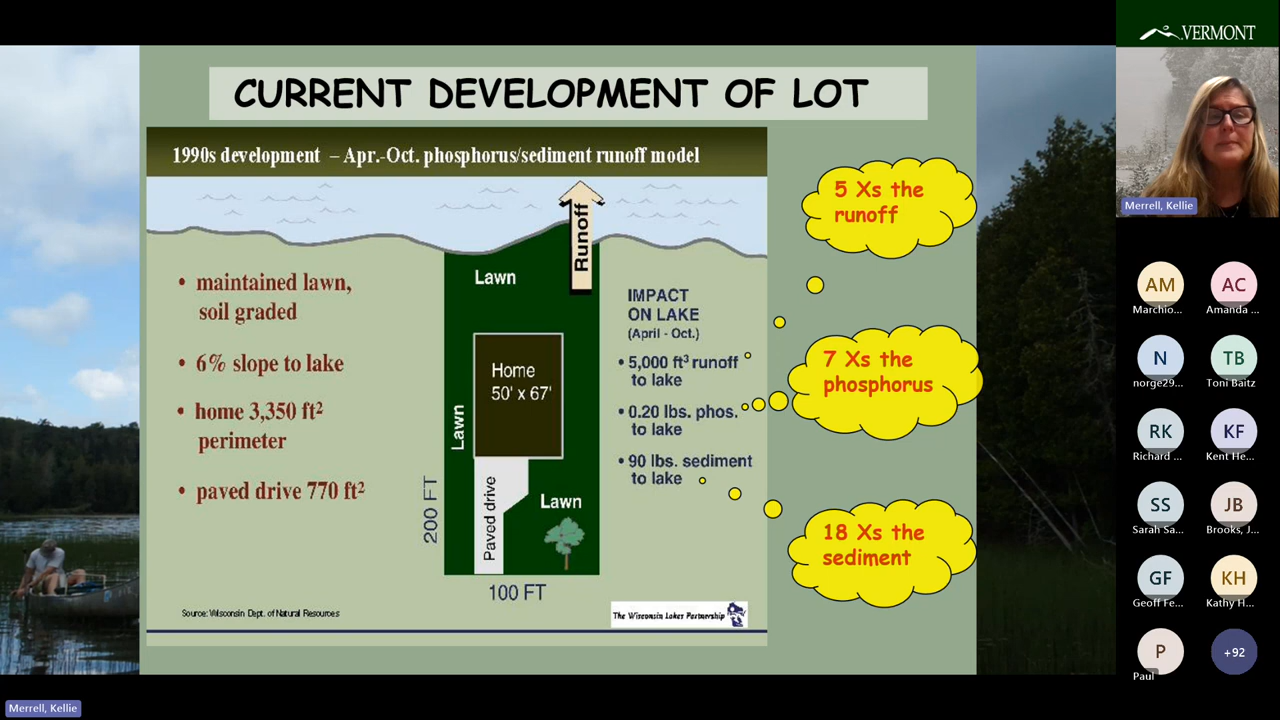 CURRENT DEVELOPMENT OF LOT
1990s development – Apr.-Oct. phosphorus/sediment runoff model
• maintained lawn,
soil graded
• 6% slope to lake
• home 3,350 ft²
perimeter
• paved drive 770 ft²
Runoff
Lawn
Home
50' x 67'
Lawn
Paved drive
Lawn
200 FT
100 FT
IMPACT
ON LAKE
(April - Oct.)
• 5,000 ft³ runoff
to lake
• 0.20 lbs. phos.
to lake
• 90 lbs. sediment
to lake
Source: Wisconsin Dept. of Natural Resources
The Wisconsin Lakes Partnership
5 Xs the
runoff
7 Xs the
phosphorus
18 Xs the
sediment
VERMONT
Merrell, Kellie
AM
Marchio...
AC
Amanda ...
N
norge29...
TB
Toni Baitz
RK
Richard ...
KF
Kent He...
SS
Sarah Sa...
JB
Brooks, J...
GF
Geoff Fe...
KH
Kathy H...
P
Paul
+92
Merrell, Kellie